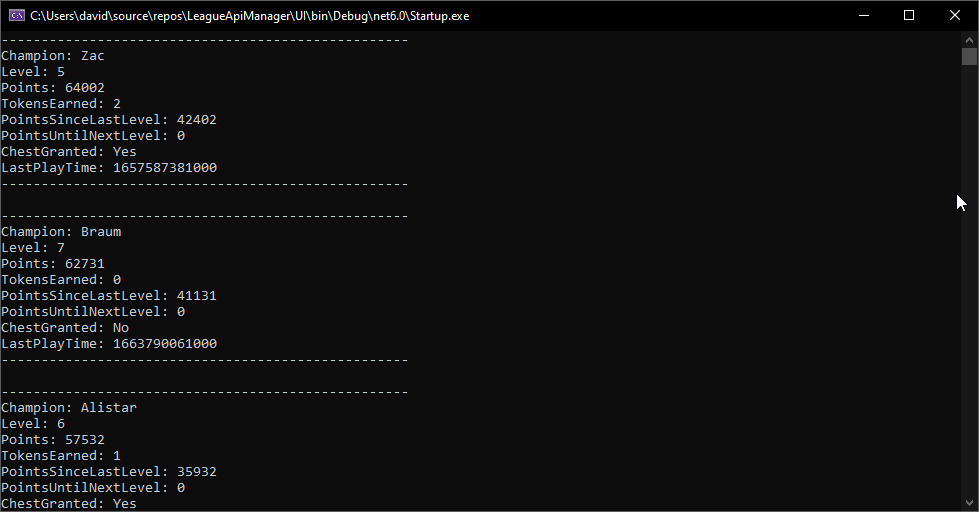 C:\Users\david\source\repos\LeagueApiManager\UI\bin\Debug\net6.0\Startup.exe
---------------------------------------------------
Champion: Zac
Level: 5
Points: 64002
TokensEarned: 2
PointsSinceLastLevel: 42402
PointsUntilNextLevel: 0
ChestGranted: Yes
LastPlayTime: 1657587381000
---------------------------------------------------
---------------------------------------------------
Champion: Braum
Level: 7
Points: 62731
TokensEarned: 0
PointsSinceLastLevel: 41131
PointsUntilNextLevel: 0
ChestGranted: No
LastPlayTime: 1663790061000
---------------------------------------------------
---------------------------------------------------
Champion: Alistar
Level: 6
Points: 57532
TokensEarned: 1
PointsSinceLastLevel: 35932
PointsUntilNextLevel: 0
ChestGranted: Yes